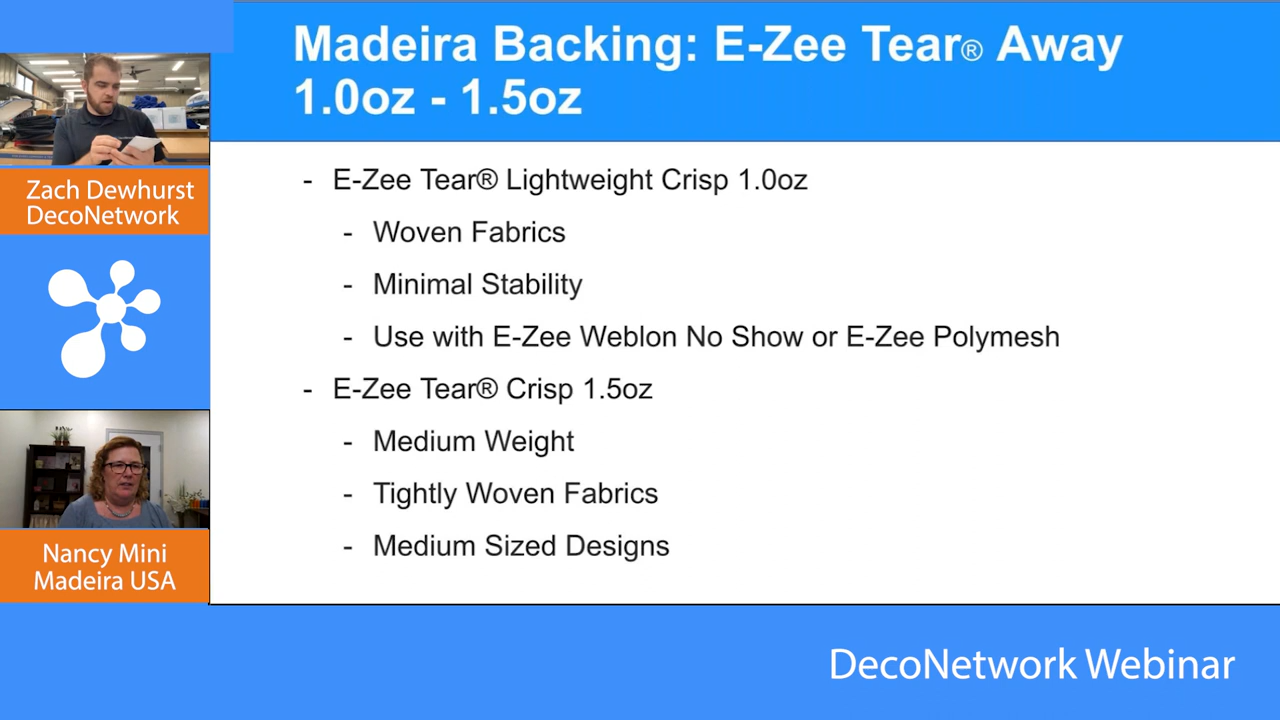 Madeira Backing: E-Zee Tear® Away
1.0oz - 1.5oz
Zach Dewhurst
DecoNetwork
- E-Zee Tear® Lightweight Crisp 1.0oz
- Woven Fabrics
- Minimal Stability
- Use with E-Zee Weblon No Show or E-Zee Polymesh
- E-Zee Tear® Crisp 1.5oz
- Medium Weight
- Tightly Woven Fabrics
- Medium Sized Designs
Nancy Mini
Madeira USA
DecoNetwork Webinar